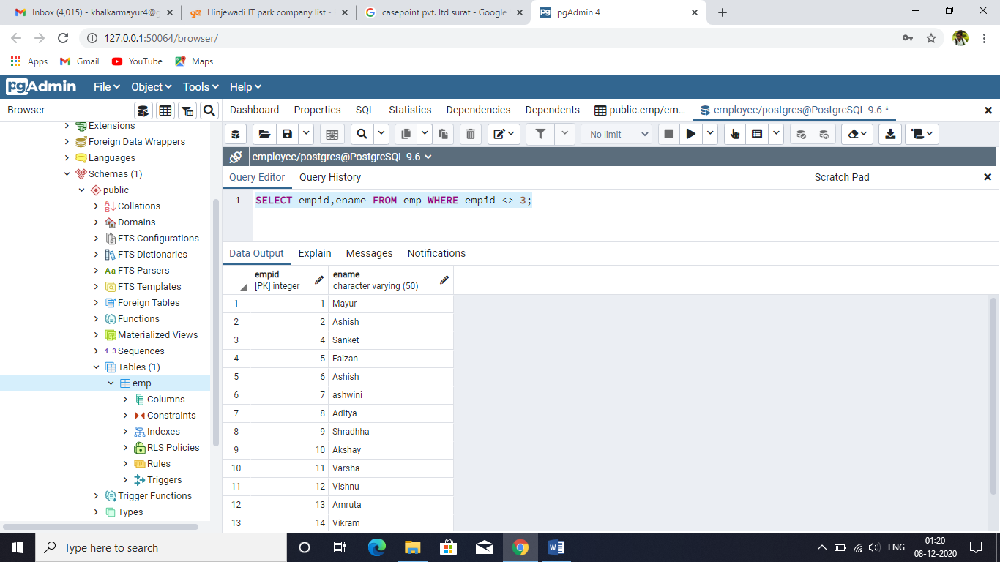 Inbox (4,015) - khalkarmayur4@g
Hinjewadi IT park company list -
casepoint pvt. ltd surat - Google
pgAdmin 4
127.0.0.1:50064/browser/
Apps Gmail YouTube Maps
pgAdmin File Object Tools Help
Browser
Dashboard Properties SQL Statistics Dependencies Dependents public.emp/em... employee/postgres@PostgreSQL 9.6 *
No limit
employee/postgres@PostgreSQL 9.6
Query Editor Query History
Scratch Pad
1 SELECT empid,ename FROM emp WHERE empid <> 3;
Data Output Explain Messages Notifications
empid ename
[PK] integer character varying (50)
1 1 Mayur
2 2 Ashish
3 4 Sanket
4 5 Faizan
5 6 Ashish
6 7 ashwini
7 8 Aditya
8 9 Shradhha
9 10 Akshay
10 11 Varsha
11 12 Vishnu
12 13 Amruta
13 14 Vikram
Extensions
Foreign Data Wrappers
Languages
Schemas (1)
public
Collations
Domains
FTS Configurations
FTS Dictionaries
Aa FTS Parsers
FTS Templates
Foreign Tables
Functions
Materialized Views
1..3 Sequences
Tables (1)
emp
Columns
Constraints
Indexes
RLS Policies
Rules
Triggers
Trigger Functions
Types
Type here to search
ENG
01:20
08-12-2020